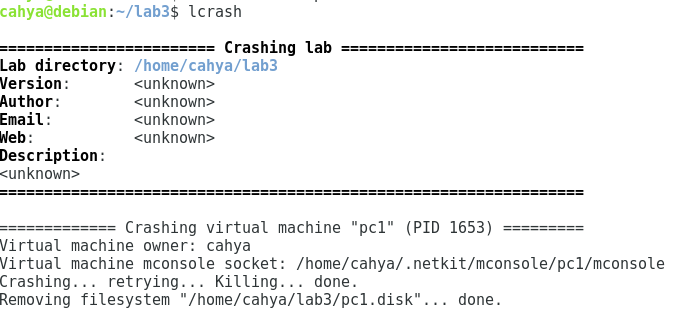 cahya@debian:~/lab3$ lcrash
======================== Crashing lab ===========================
Lab directory: /home/cahya/lab3
Version:       <unknown>
Author:        <unknown>
Email:         <unknown>
Web:           <unknown>
Description:
<unknown>
=================================================================
============= Crashing virtual machine "pc1" (PID 1653) =========
Virtual machine owner: cahya
Virtual machine mconsole socket: /home/cahya/.netkit/mconsole/pc1/mconsole
Crashing... retrying... Killing... done.
Removing filesystem "/home/cahya/lab3/pc1.disk"... done.